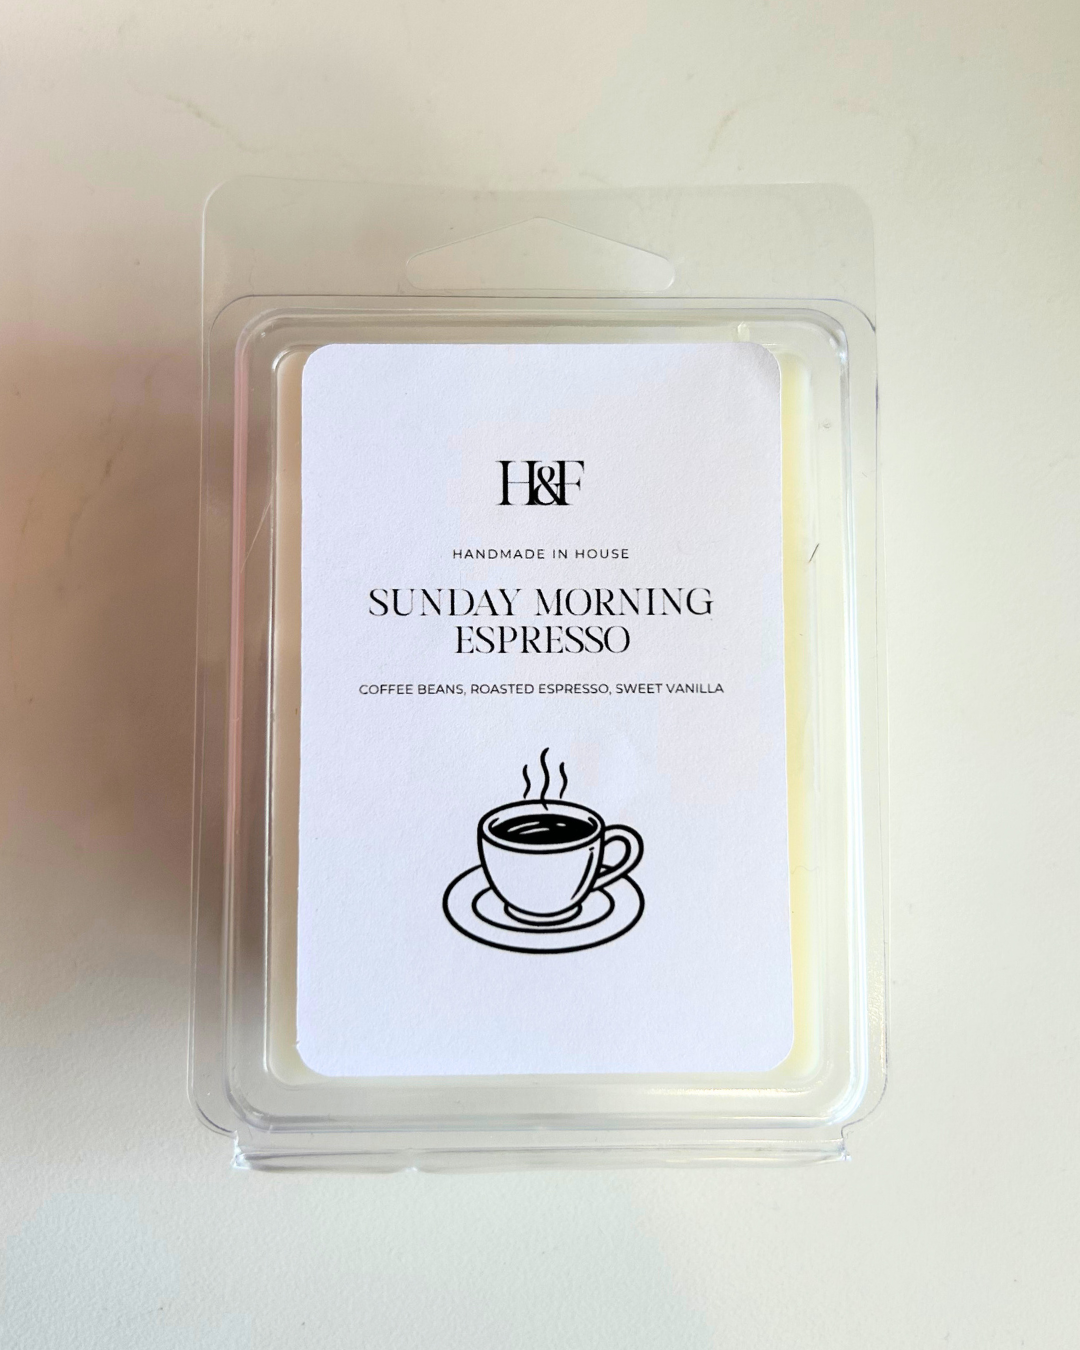 H&F
HANDMADE IN HOUSE
SUNDAY MORNING
ESPRESSO
COFFEE BEANS, ROASTED ESPRESSO, SWEET VANILLA